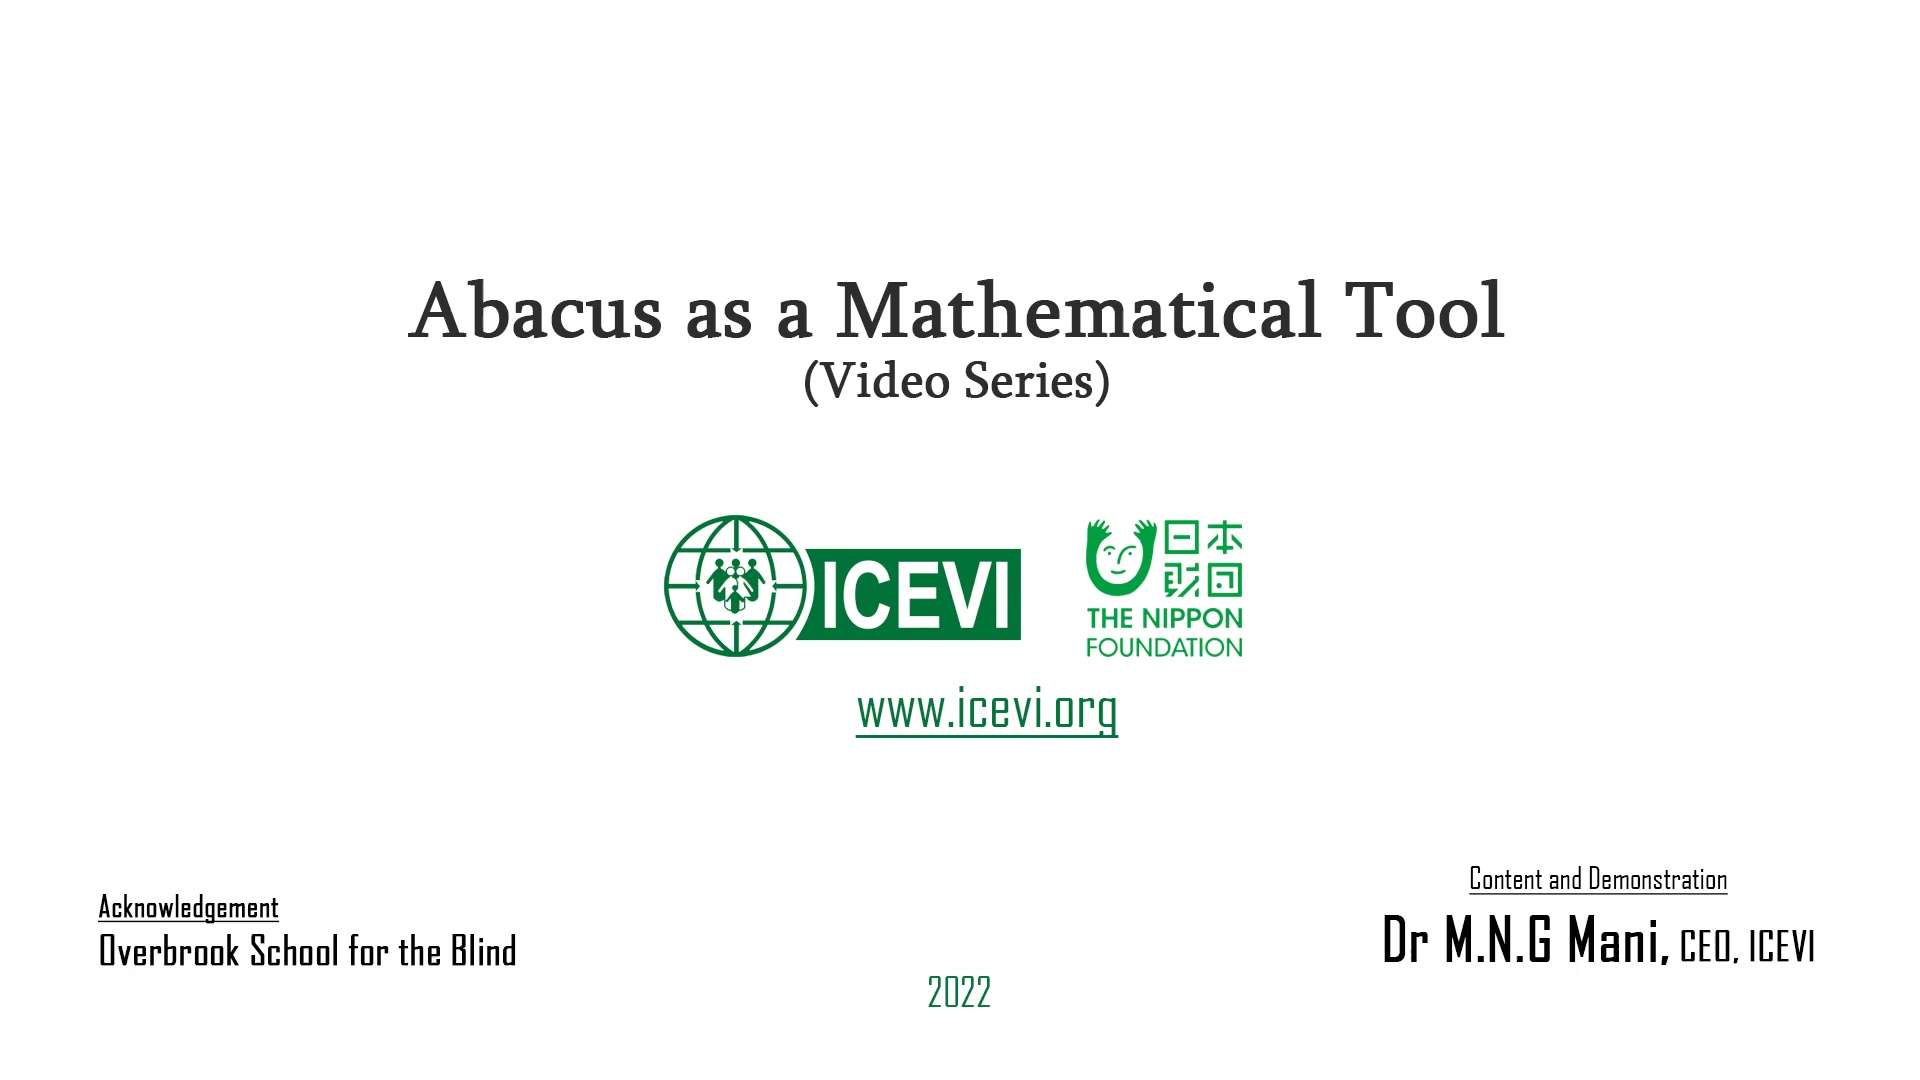 Abacus as a Mathematical Tool
(Video Series)
ICEVI
日本
財団
THE NIPPON
FOUNDATION
www.icevi.org
Acknowledgement
Overbrook School for the Blind
Content and Demonstration
Dr M.N.G Mani, CEO, ICEVI
2022